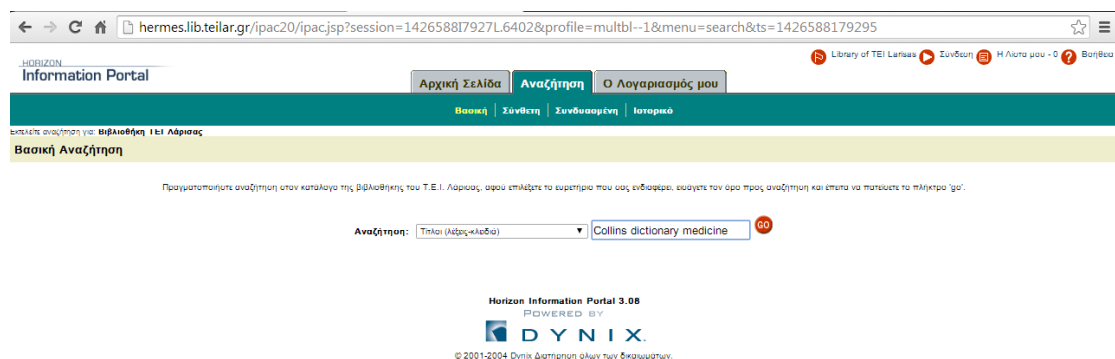 hermes.lib.teilar.gr/ipac20/ipac.jsp?session=1426588I7927L.6402&profile=multbl--1&menu=search&ts=1426588179295
HORIZON
Information Portal
Library of TEI Larisas Σύνδεση Η Λίστα μου - 0 Βοήθεια
Αρχική Σελίδα Αναζήτηση Ο Λογαριασμός μου
Βασική Σύνθετη Συνδυασμένη Ιστορικό
Εκτελείτε αναζήτηση για: Βιβλιοθήκη ΤΕΙ Λάρισας
Βασική Αναζήτηση
Πραγματοποιήστε αναζήτηση στον κατάλογο της βιβλιοθήκης του Τ.Ε.Ι. Λάρισας, αφού επιλέξετε το ευρετήριο που σας ενδιαφέρει, εισάγετε τον όρο προς αναζήτηση και έπειτα να πατήσετε το πλήκτρο 'go'.
Αναζήτηση: Τίτλοι (λέξεις-κλειδιά) Collins dictionary medicine GO
Horizon Information Portal 3.08
POWERED BY
DYNIX.
© 2001-2004 Dynix Διατήρηση όλων των δικαιωμάτων.